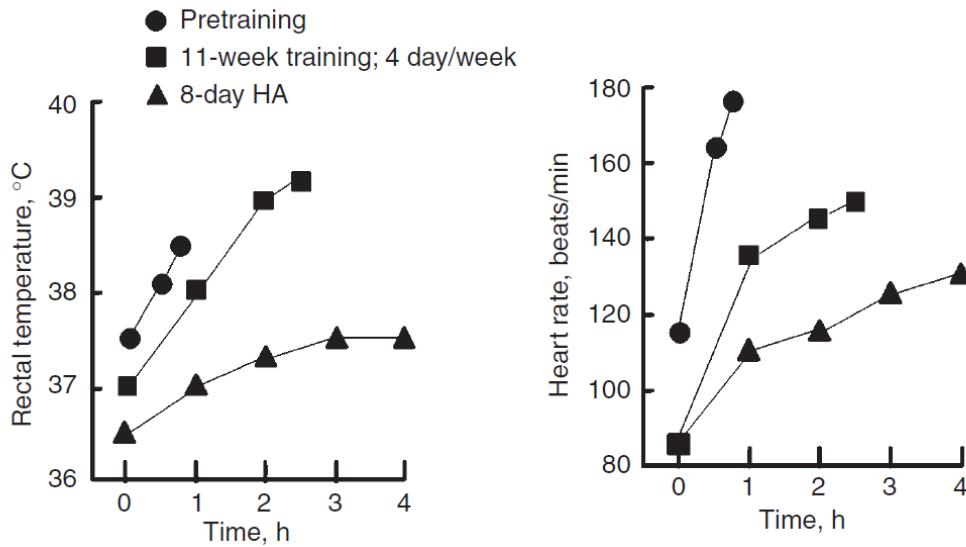 Pretraining
11-week training; 4 day/week
8-day HA
40
39
38
37
36
Rectal temperature, °C
0 1 2 3 4
Time, h
180
160
140
120
100
80
Heart rate, beats/min
0 1 2 3 4
Time, h